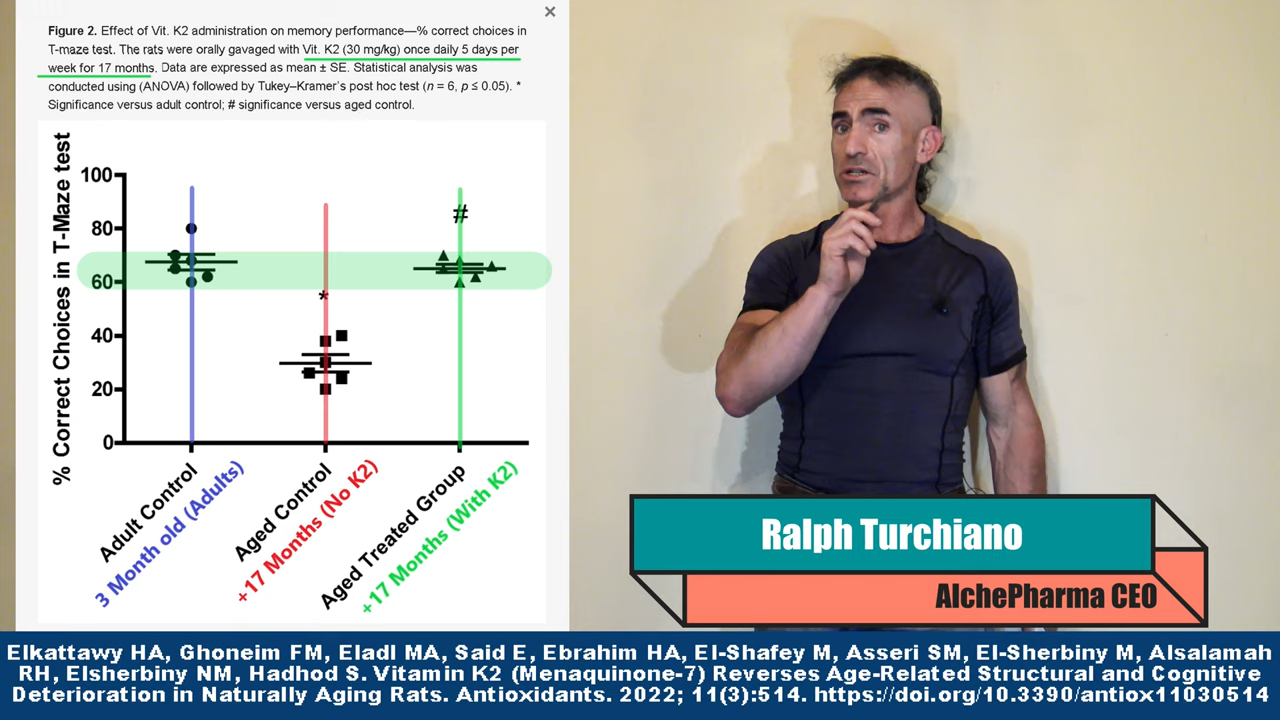 Figure 2. Effect of Vit. K2 administration on memory performance—% correct choices in
T-maze test. The rats were orally gavaged with Vit. K2 (30 mg/kg) once daily 5 days per
week for 17 months. Data are expressed as mean ± SE. Statistical analysis was
conducted using (ANOVA) followed by Tukey–Kramer's post hoc test (n = 6, p ≤ 0.05). *
Significance versus adult control; # significance versus aged control.
% Correct Choices in T-Maze test
100
80
60
40
20
0
*
#
Adult Control
3 Month old (Adults)
Aged Control
+17 Months (No K2)
Aged Treated Group
+17 Months (With K2)
Ralph Turchiano
AlchePharma CEO
Elkattawy HA, Ghoneim FM, Eladl MA, Said E, Ebrahim HA, El-Shafey M, Asseri SM, El-Sherbiny M, Alsalamah
RH, Elsherbiny NM, Hadhod S. Vitamin K2 (Menaquinone-7) Reverses Age-Related Structural and Cognitive
Deterioration in Naturally Aging Rats. Antioxidants. 2022; 11(3):514. https://doi.org/10.3390/antiox11030514